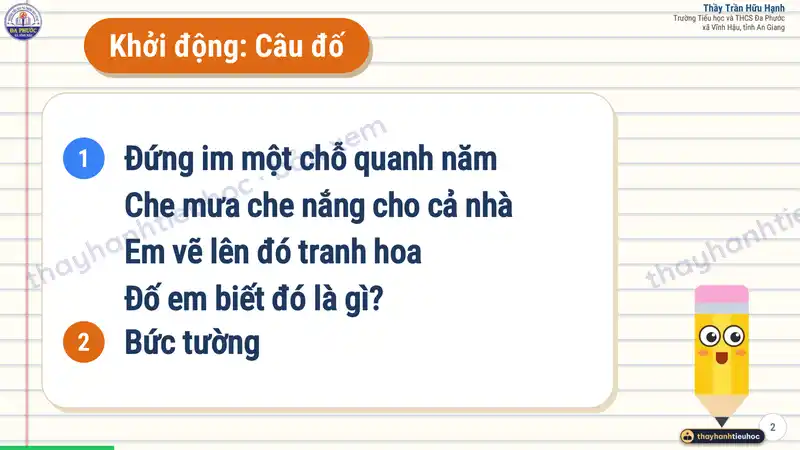 Thầy Trần Hữu Hạnh
Trường Tiểu học và THCS Đa Phước
xã Vĩnh Hậu, tỉnh An Giang
ĐA PHƯỚC
Khởi động: Câu đố
1 Đứng im một chỗ quanh năm
Che mưa che nắng cho cả nhà
Em vẽ lên đó tranh hoa
Đố em biết đó là gì?
2 Bức tường
thayhanhtieuhoc
2